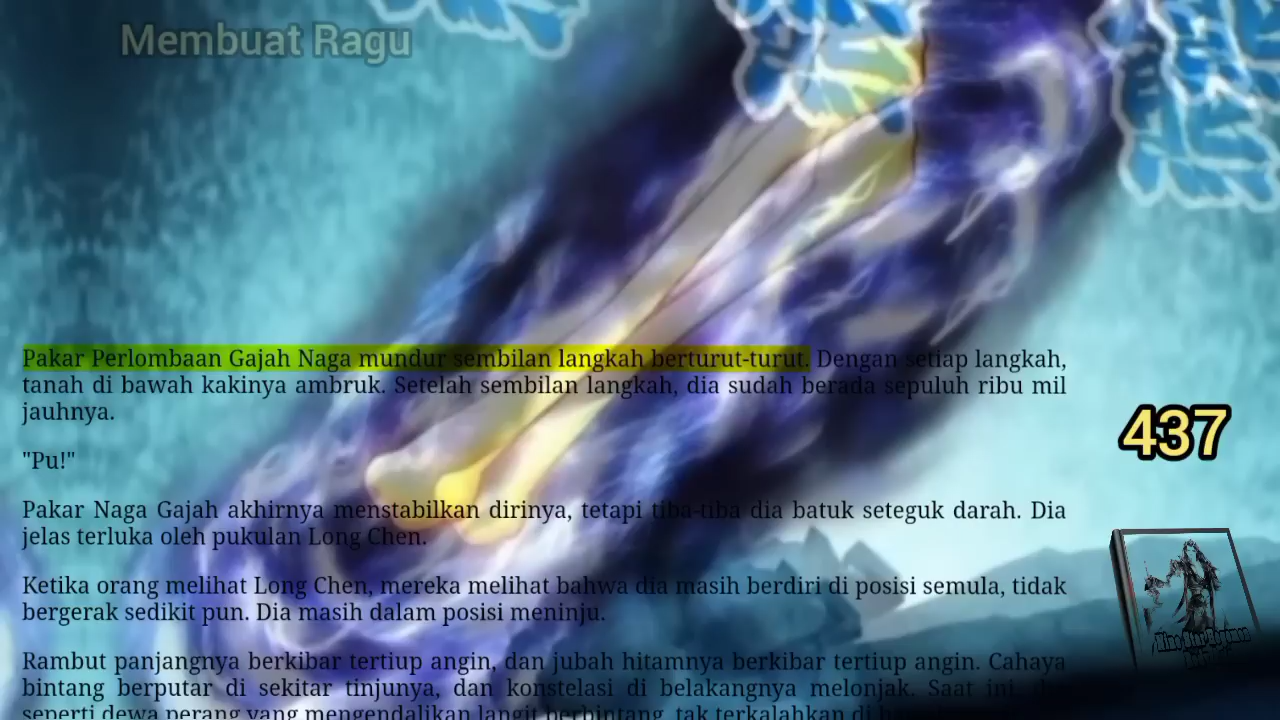 Membuat Ragu
Pakar Perlombaan Gajah Naga mundur sembilan langkah berturut-turut. Dengan setiap langkah,
tanah di bawah kakinya ambruk. Setelah sembilan langkah, dia sudah berada sepuluh ribu mil
jauhnya.
"Pu!"
Pakar Naga Gajah akhirnya menstabilkan dirinya, tetapi tiba-tiba dia batuk seteguk darah. Dia
jelas terluka oleh pukulan Long Chen.
Ketika orang melihat Long Chen, mereka melihat bahwa dia masih berdiri di posisi semula, tidak
bergerak sedikit pun. Dia masih dalam posisi meninju.
Rambut panjangnya berkibar tertiup angin, dan jubah hitamnya berkibar tertiup angin. Cahaya
bintang berputar di sekitar tinjunya, dan konstelasi di belakangnya melonjak. Saat ini,
seperti dewa perang yang mengendalikan langit berbintang, tak terkalahkan di
437